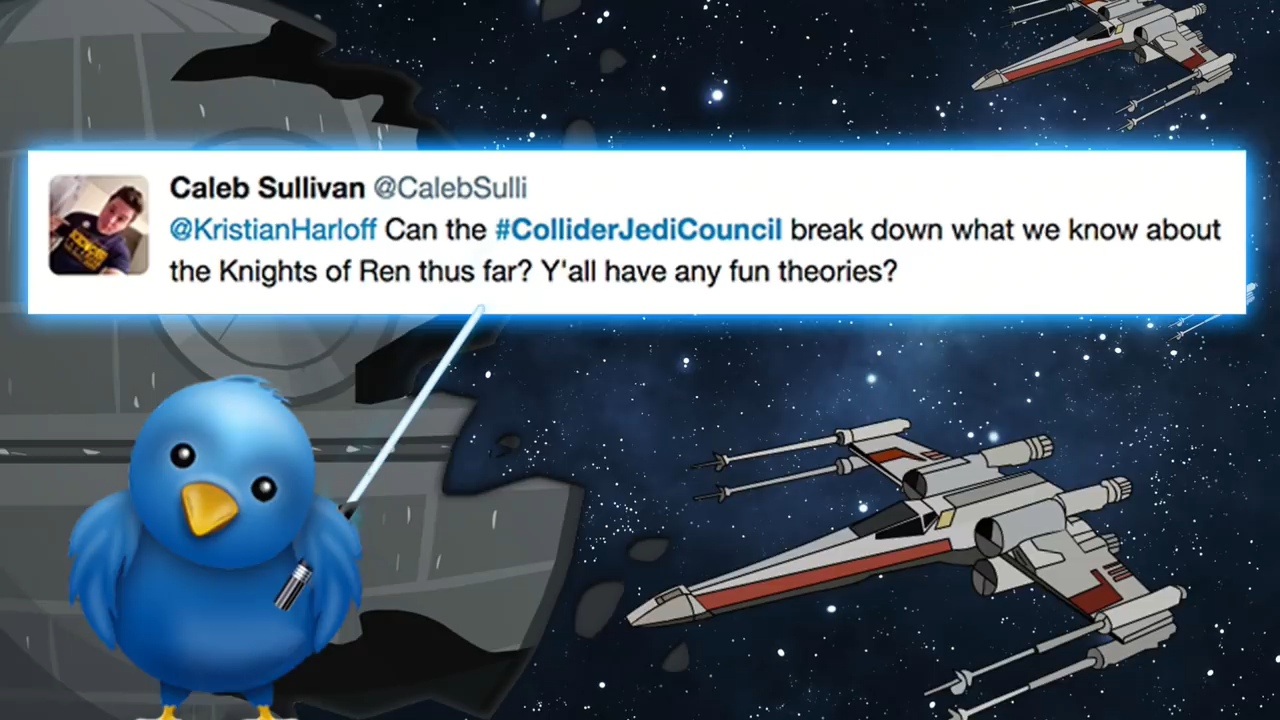 Caleb Sullivan @CalebSulli
@KristianHarloff Can the #ColliderJediCouncil break down what we know about
the Knights of Ren thus far? Y'all have any fun theories?